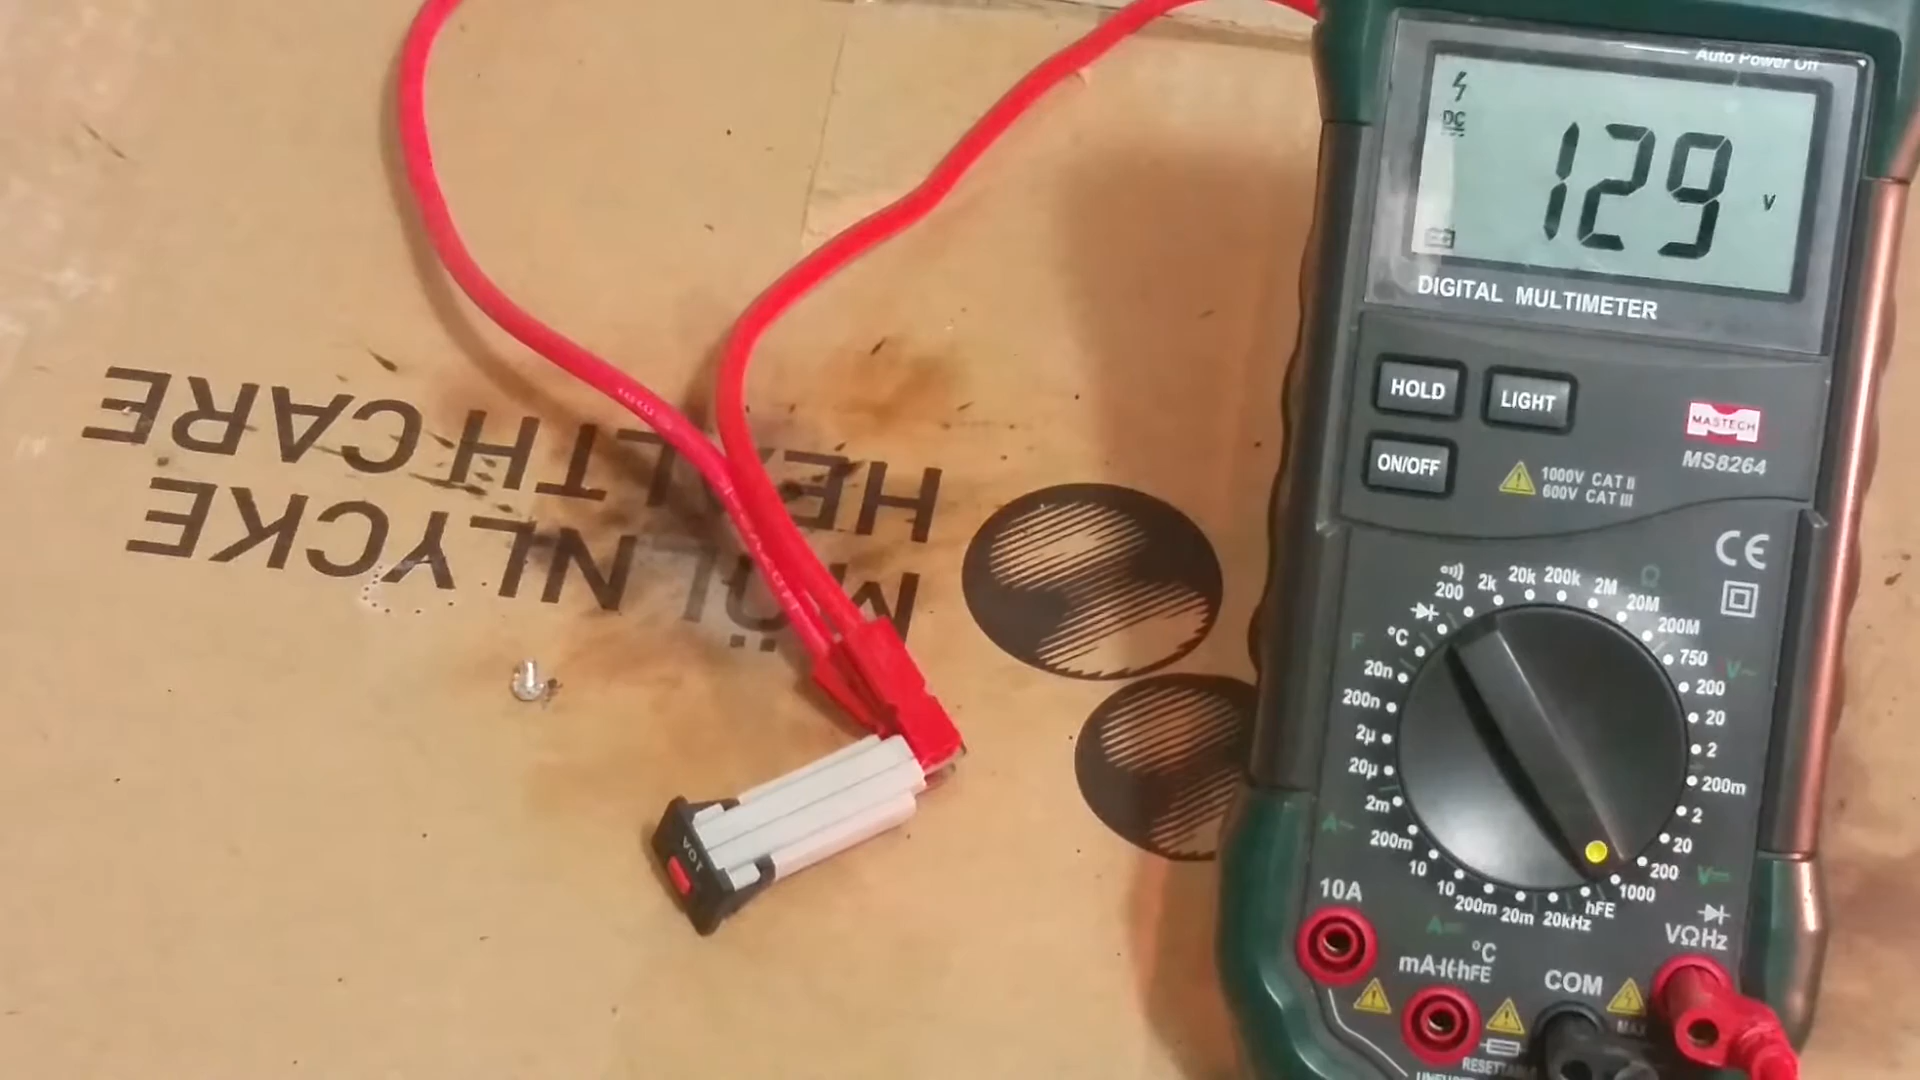 Auto Power Off
DC
129 V
DIGITAL MULTIMETER
HOLD
LIGHT
MASTECH
MS8264
ON/OFF
1000V CAT II
600V CAT III
CE
200 2k 20k 200k 2M 20M 200M
Ω
750
V~
200
20
2
200m
2
20
200
1000
V
hFE
20kHz
20m
200m
10
A
10
200m
A~
2m
20µ
2µ
200n
20n
F
°C
10A
°C
mA
hFE
COM
VΩHz
MAX
MÖLNLYCKE
HEALTH CARE
10A